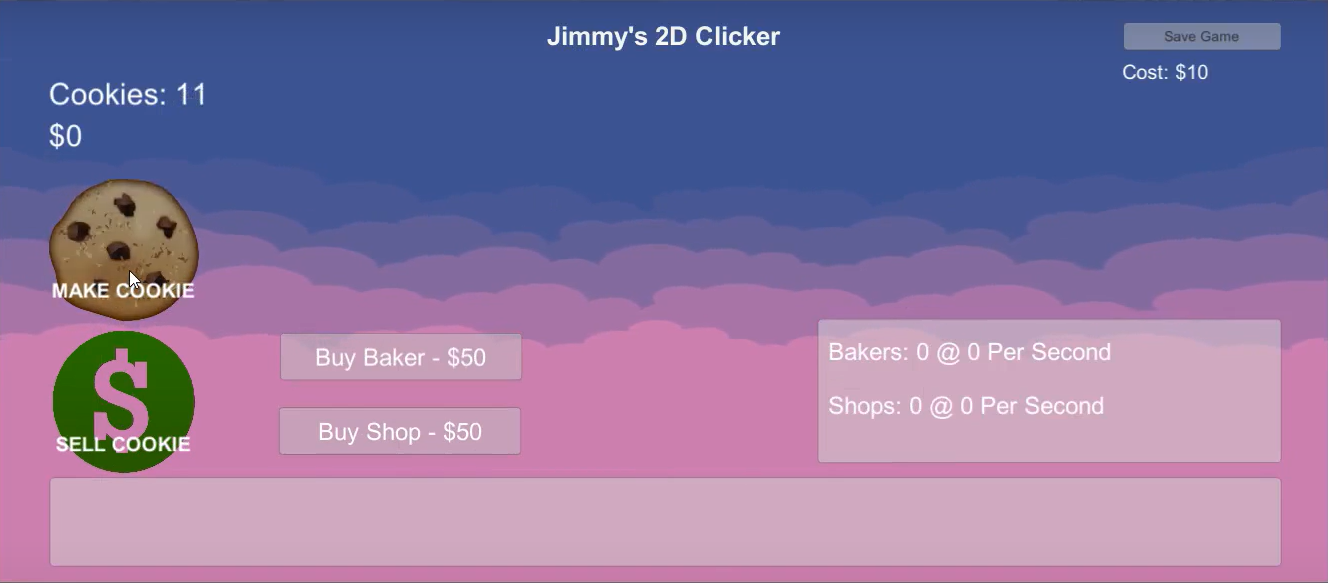 Jimmy's 2D Clicker
Save Game
Cost: $10
Cookies: 11
$0
MAKE COOKIE
$
SELL COOKIE
Buy Baker - $50
Buy Shop - $50
Bakers: 0 @ 0 Per Second
Shops: 0 @ 0 Per Second